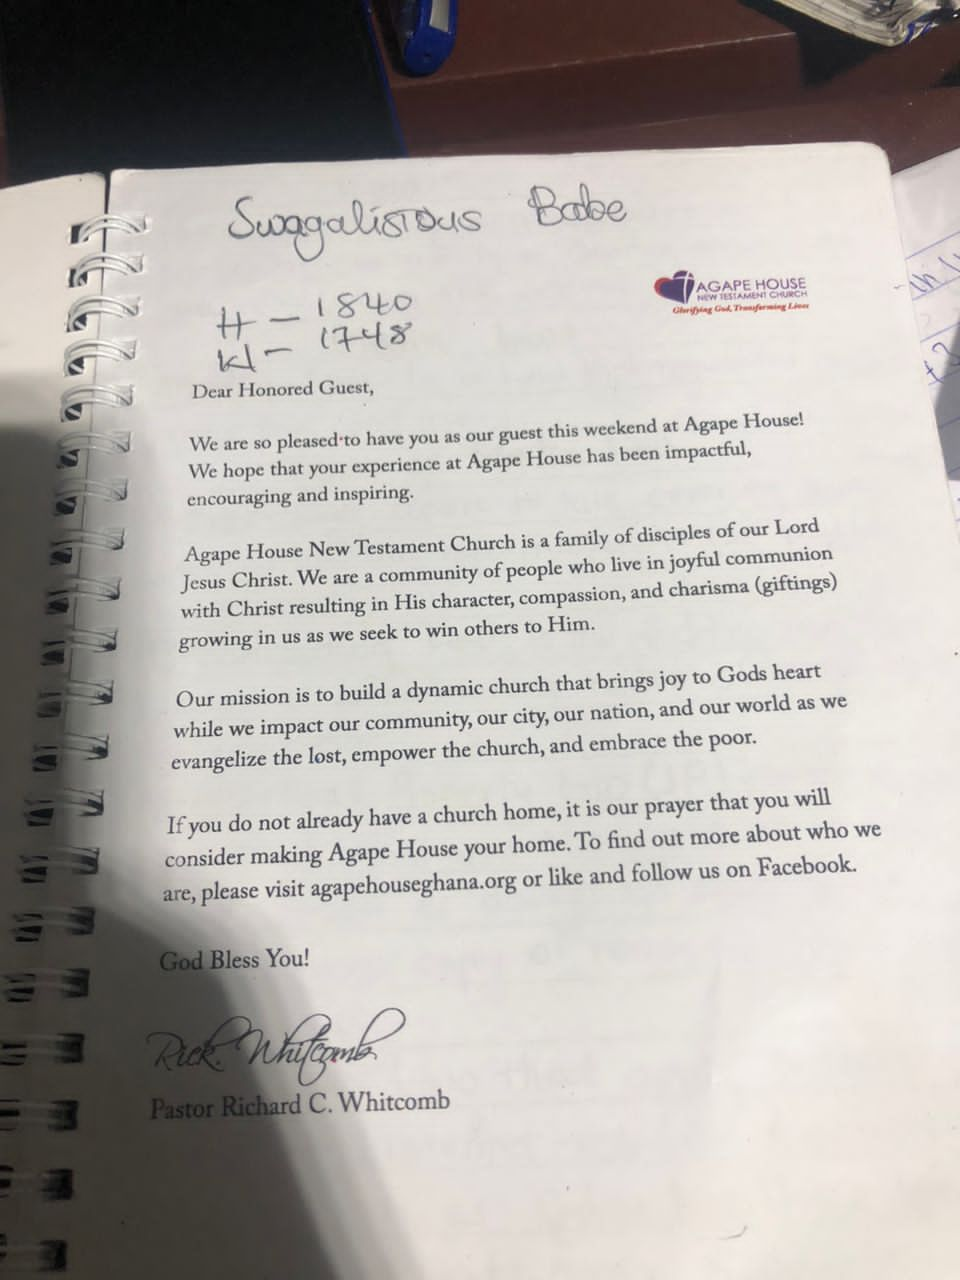 Swagalistous Babe
AGAPE HOUSE
NEW TESTAMENT CHURCH
Glorifying God, Transforming Lives
H - 1840
- 1748
Dear Honored Guest,
We are so pleased to have you as our guest this weekend at Agape House!
We hope that your experience at Agape House has been impactful,
encouraging and inspiring.
Agape House New Testament Church is a family of disciples of our Lord
Jesus Christ. We are a community of people who live in joyful communion
with Christ resulting in His character, compassion, and charisma (giftings)
growing in us as we seek to win others to Him.
Our mission is to build a dynamic church that brings joy to Gods heart
while we impact our community, our city, our nation, and our world as we
evangelize the lost, empower the church, and embrace the poor.
If you do not already have a church home, it is our prayer that you will
consider making Agape House your home. To find out more about who we
are, please visit agapehouseghana.org or like and follow us on Facebook.
God Bless You!
Rick Whitcomb
Pastor Richard C. Whitcomb